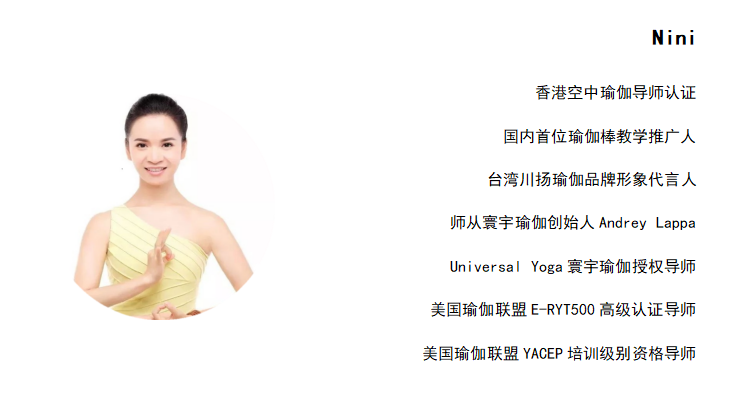 Nini
香港空中瑜伽导师认证
国内首位瑜伽棒教学推广人
台湾川扬瑜伽品牌形象代言人
师从寰宇瑜伽创始人 Andrey Lappa
Universal Yoga 寰宇瑜伽授权导师
美国瑜伽联盟 E-RYT500 高级认证导师
美国瑜伽联盟 YACEP 培训级别资格导师